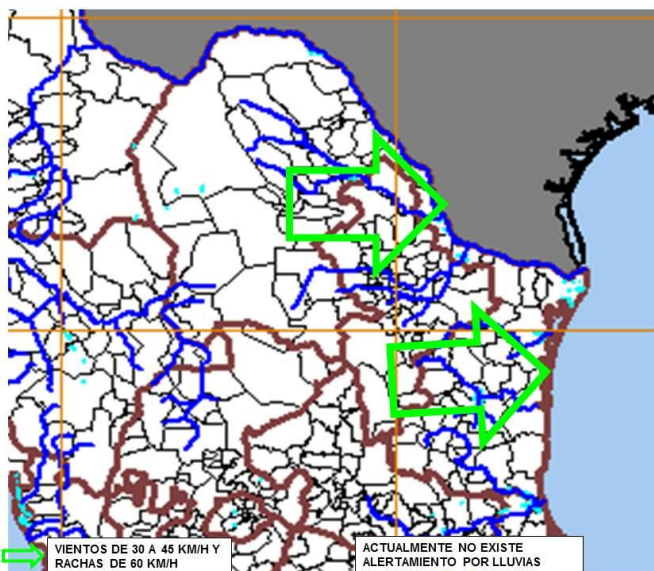 VIENTOS DE 30 A 45 KM/H Y
RACHAS DE 60 KM/H
ACTUALMENTE NO EXISTE
ALERTAMIENTO POR LLUVIAS